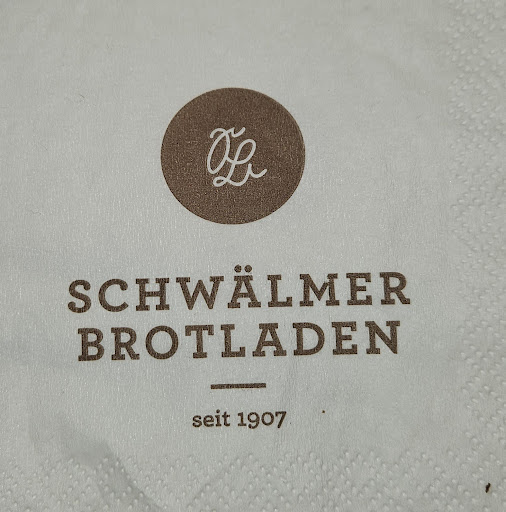 SCHWÄLMER
BROTLADEN
seit 1907